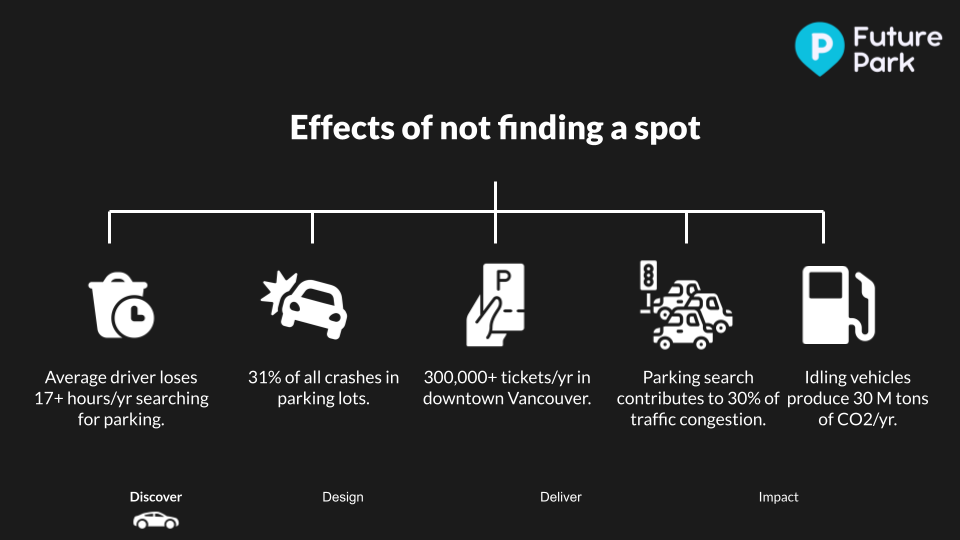 Future
Park
Effects of not finding a spot
P
Average driver loses
17+ hours/yr searching
for parking.
31% of all crashes in
parking lots.
300,000+ tickets/yr in
downtown Vancouver.
Parking search
contributes to 30% of
traffic congestion.
Idling vehicles
produce 30 M tons
of CO2/yr.
Discover
Design
Deliver
Impact